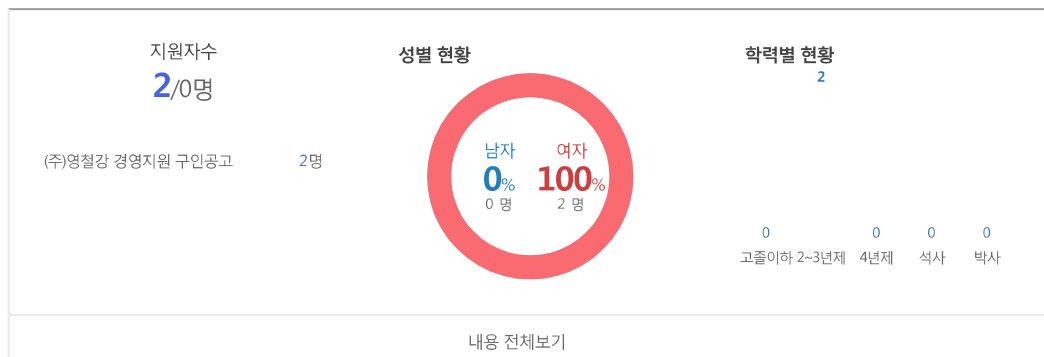 지원자수
2/0명
(주)영철강 경영지원 구인공고 2명
성별 현황
남자 여자
0% 100%
0 명 2 명
학력별 현황
2
0 0 0 0
고졸이하 2~3년제 4년제 석사 박사
내용 전체보기